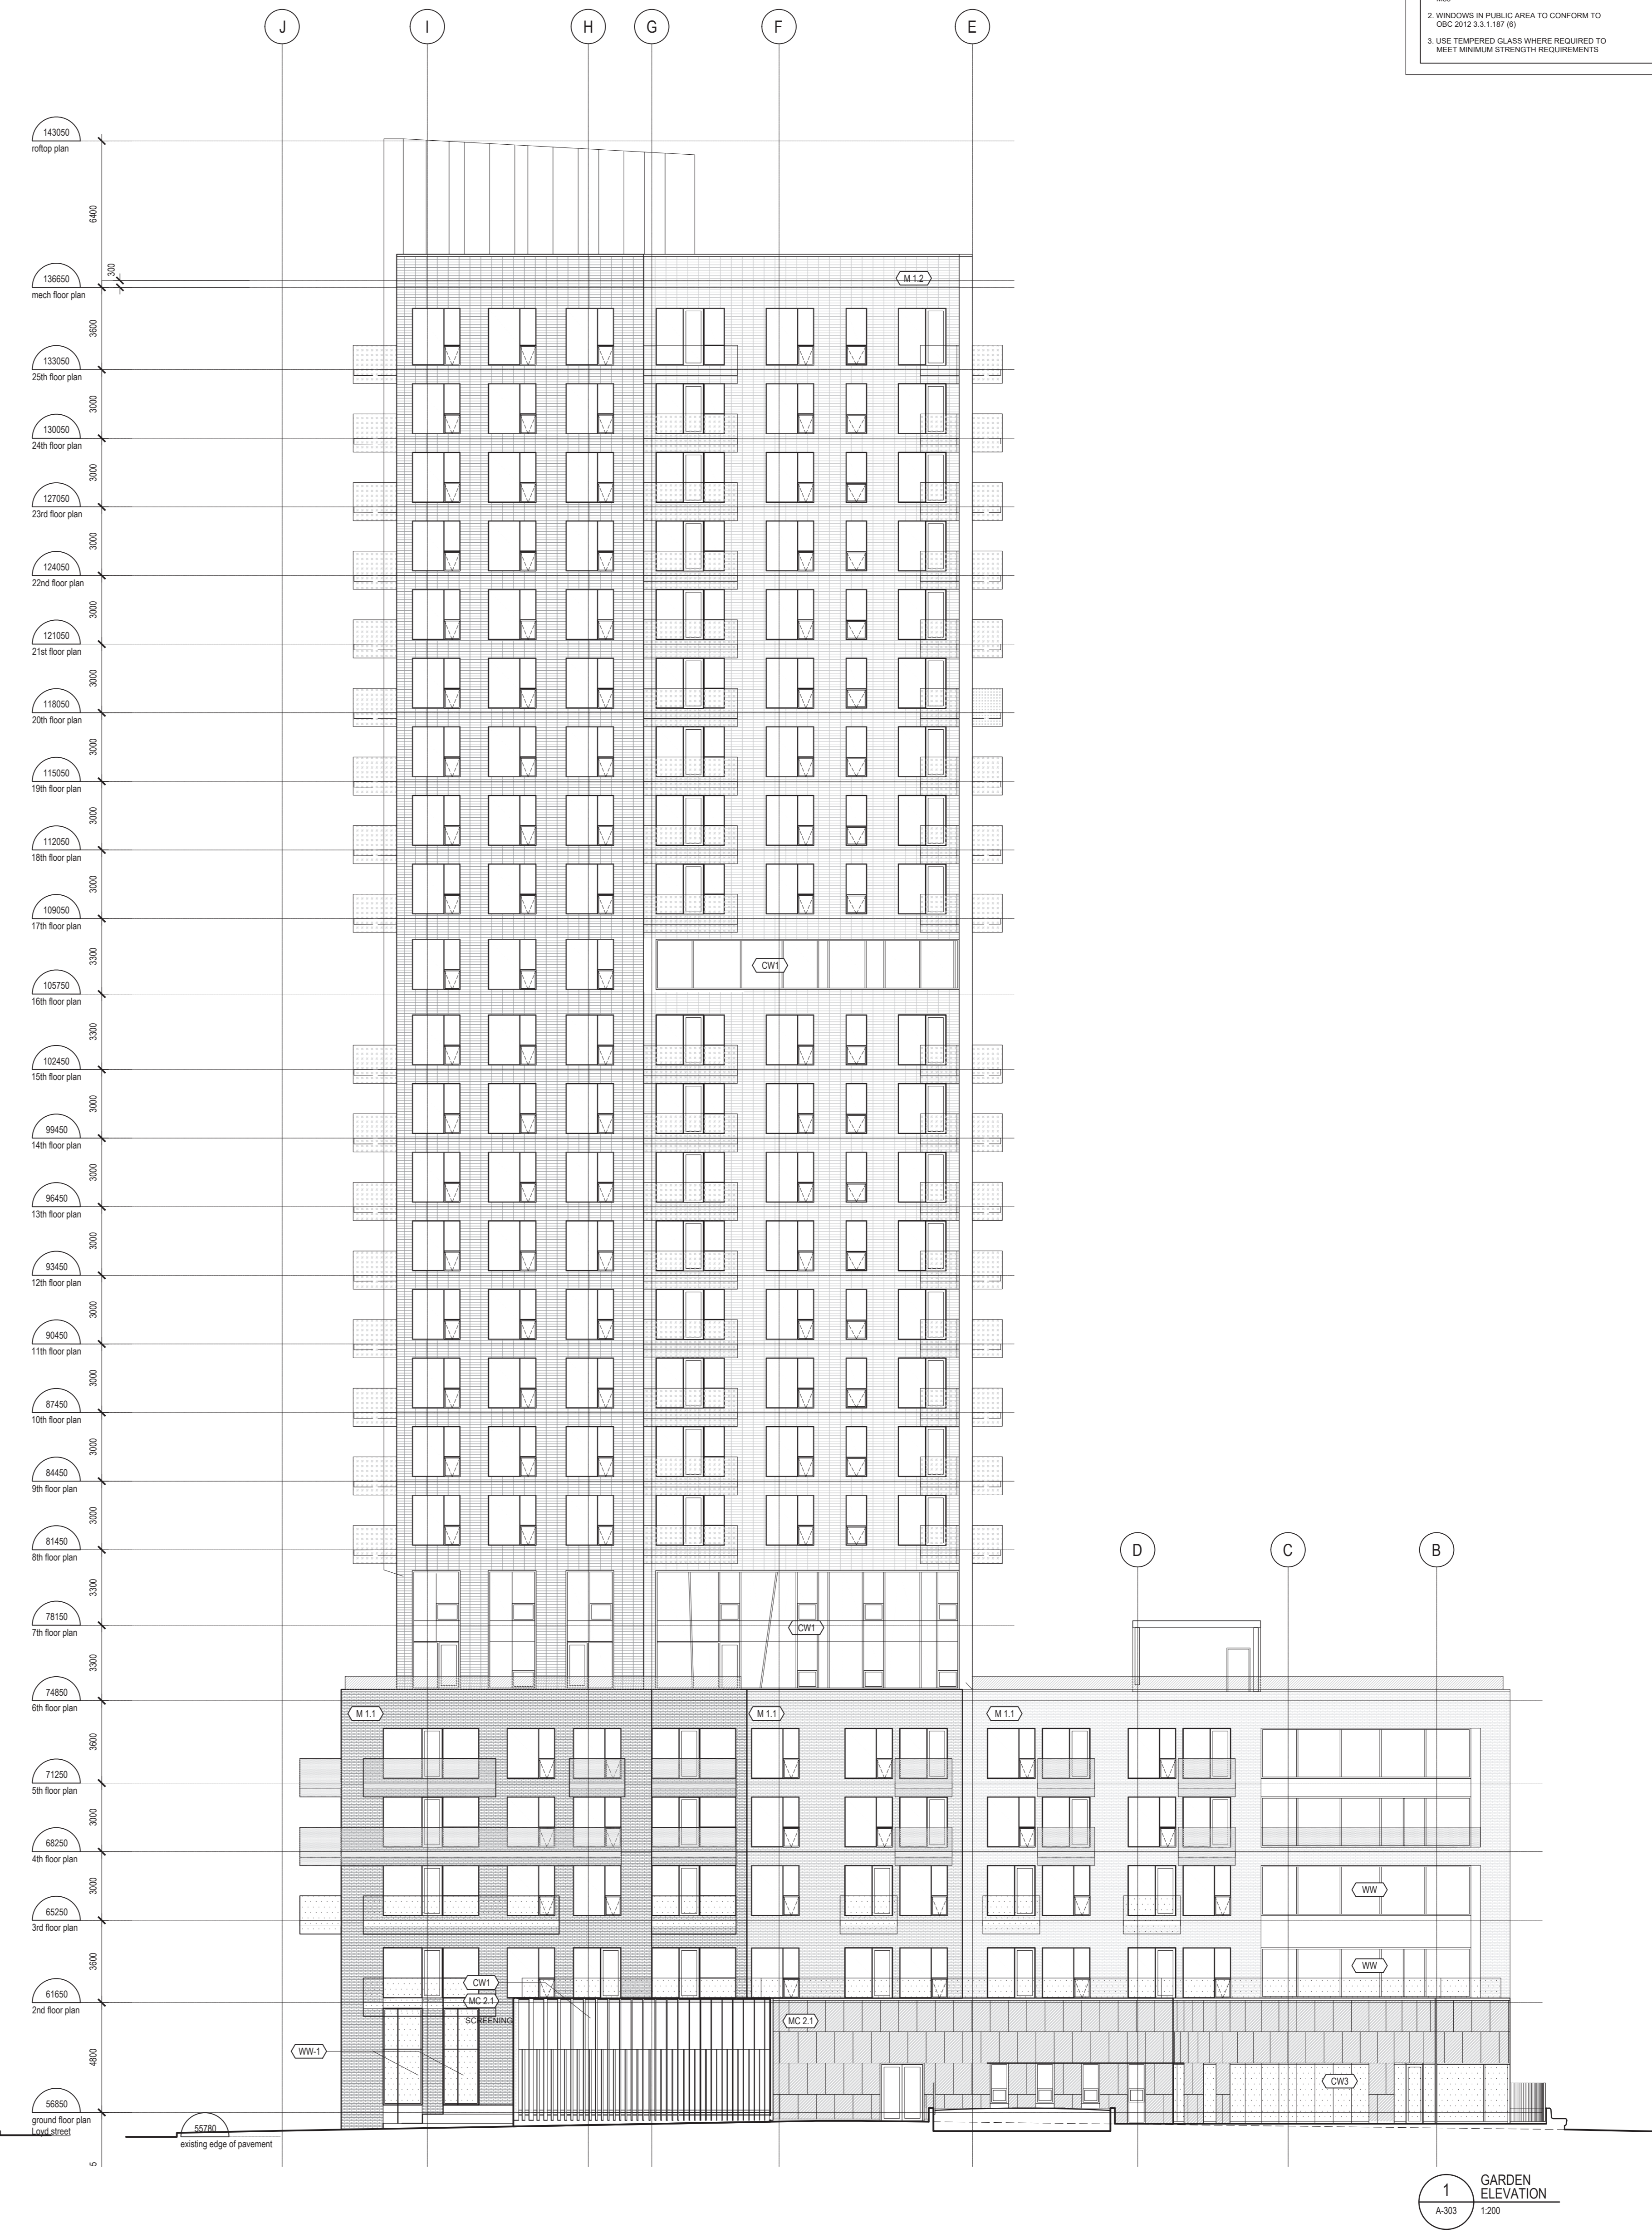 2. WINDOWS IN PUBLIC AREA TO CONFORM TO
OBC 2012 3.3.1.187 (6)
3. USE TEMPERED GLASS WHERE REQUIRED TO
MEET MINIMUM STRENGTH REQUIREMENTS
J
I
H
G
F
E
143050
roftop plan
6400
300
136650
mech floor plan
M 1.2
3600
133050
25th floor plan
3000
130050
24th floor plan
3000
127050
23rd floor plan
3000
124050
22nd floor plan
3000
121050
21st floor plan
3000
118050
20th floor plan
3000
115050
19th floor plan
3000
112050
18th floor plan
3000
109050
17th floor plan
3300
CW1
105750
16th floor plan
3300
102450
15th floor plan
3000
99450
14th floor plan
3000
96450
13th floor plan
3000
93450
12th floor plan
3000
90450
11th floor plan
3000
87450
10th floor plan
3000
84450
9th floor plan
3000
81450
8th floor plan
D
C
B
3300
78150
7th floor plan
CW1
3300
74850
6th floor plan
M 1.1
M 1.1
M 1.1
3600
71250
5th floor plan
3000
68250
4th floor plan
3000
WW
65250
3rd floor plan
3600
WW
CW1
61650
2nd floor plan
MC 2.1
SCREENING
MC 2.1
WW-1
4800
CW3
56850
ground floor plan
Loyd street
55780
existing edge of pavement
5
1
A-303
GARDEN
ELEVATION
1:200